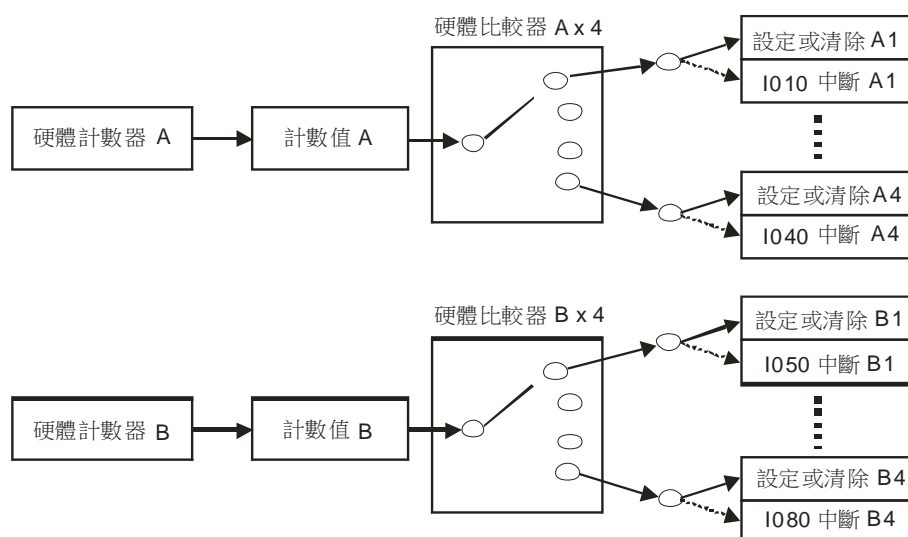 硬體比較器 A x 4
設定或清除 A1
I010 中斷 A1
硬體計數器 A
計數值 A
設定或清除 A4
I040 中斷 A4
硬體比較器 B x 4
設定或清除 B1
I050 中斷 B1
硬體計數器 B
計數值 B
設定或清除 B4
I080 中斷 B4